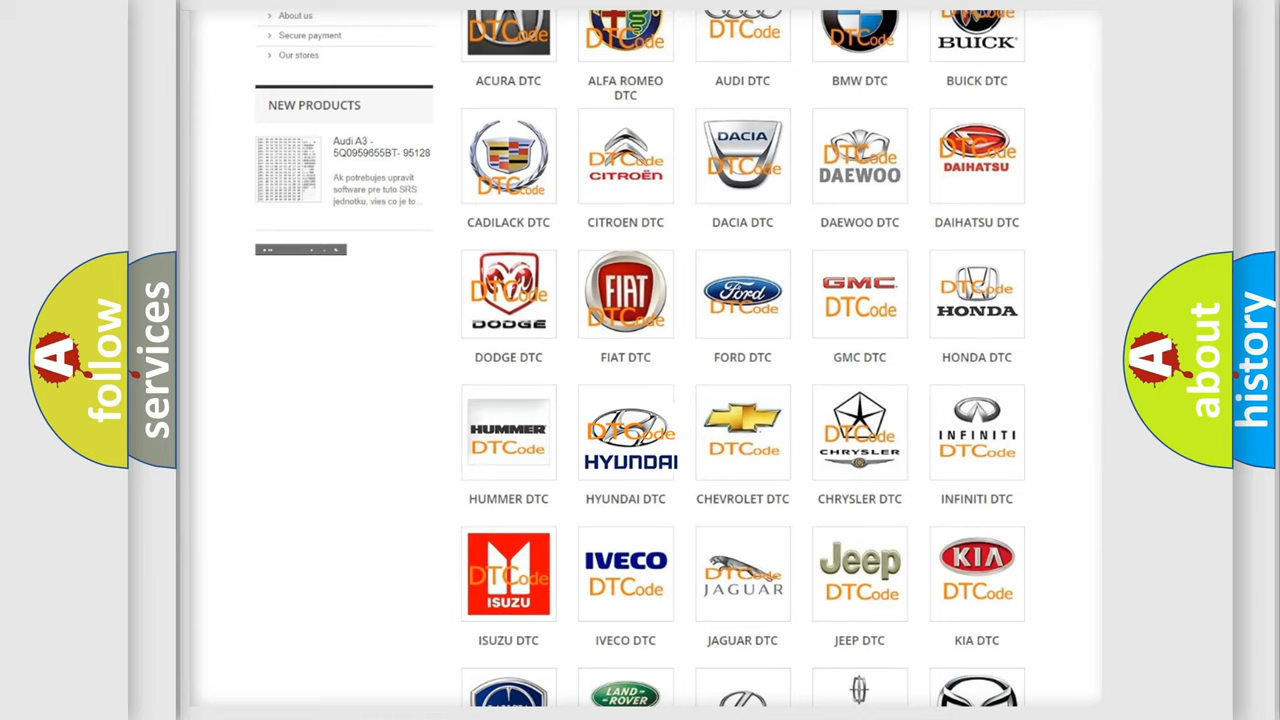 About us
Secure payment
Our stores
NEW PRODUCTS
Audi A3 -
5Q0959655BT- 95128
Ak potrebujes upravit
software pre tuto SRS
jednotku, vies co je to...
DTCode
DTCode
DTCode
DTCode
DTCode
BUICK
ACURA DTC
ALFA ROMEO
DTC
AUDI DTC
BMW DTC
BUICK DTC
DTCode
DTCode
CITROËN
DACIA
DTCode
DTCode
DAEWOO
DTCode
DAIHATSU
CADILACK DTC
CITROEN DTC
DACIA DTC
DAEWOO DTC
DAIHATSU DTC
DTCode
DODGE
FIAT
DTCode
Ford
DTCode
GMC
DTCode
DTCode
HONDA
DODGE DTC
FIAT DTC
FORD DTC
GMC DTC
HONDA DTC
HUMMER
DTCode
DTCode
HYUNDAI
DTCode
DTCode
CHRYSLER
INFINITI
DTCode
HUMMER DTC
HYUNDAI DTC
CHEVROLET DTC
CHRYSLER DTC
INFINITI DTC
DTCode
ISUZU
IVECO
DTCode
DTCode
JAGUAR
Jeep
DTCode
KIA
DTCode
ISUZU DTC
IVECO DTC
JAGUAR DTC
JEEP DTC
KIA DTC
LAND-
ROVER
A
follow
services
A
about
history